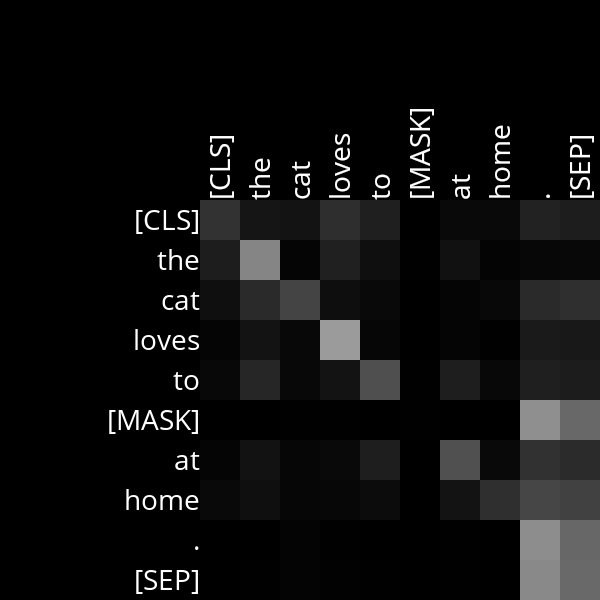 [CLS] the cat loves to [MASK] at home . [SEP]
[CLS]
the
cat
loves
to
[MASK]
at
home
.
[SEP]